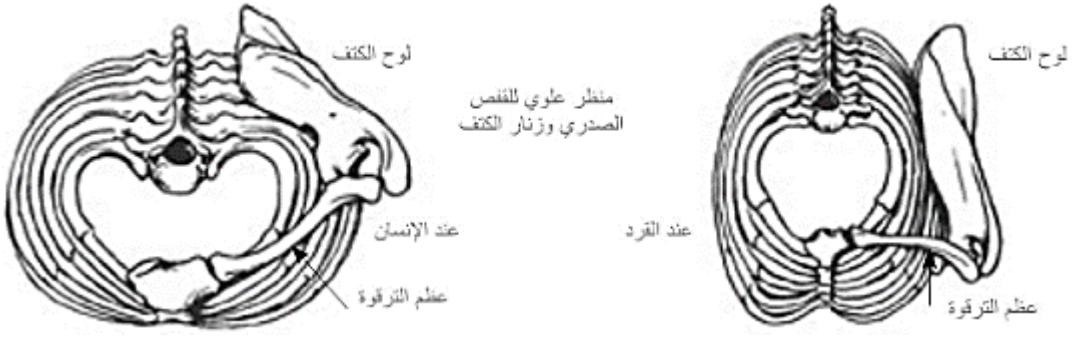 لوح الكتف
لوح الكتف
منظر علوي للقفص
الصدري وزنار الكتف
عند الإنسان
عند القرد
عظم الترقوة
عظم الترقوة